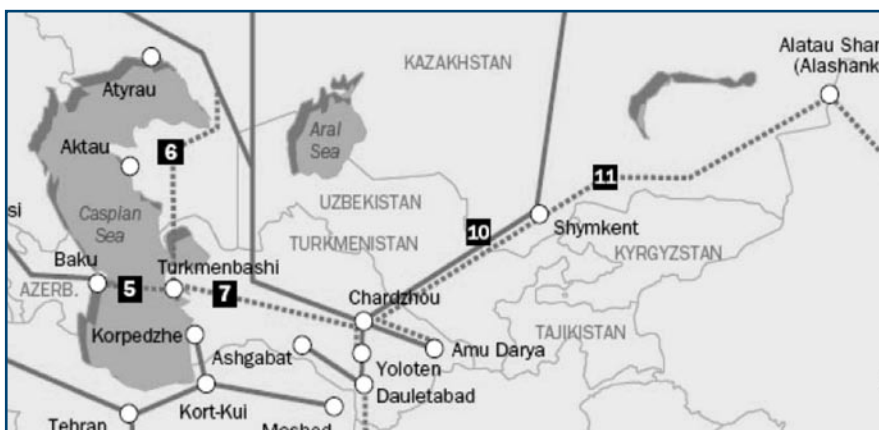 KAZAKHSTAN
Alatau Shan
(Alashank
Atyrau
Aral
Sea
Aktau
6
11
UZBEKISTAN
Caspian
Sea
si
10
Shymkent
TURKMENISTAN
KYRGYZSTAN
Baku
Turkmenbashi
5
7
AZERB.
Chardzhou
Korpedzhe
TAJIKISTAN
Ashgabat
Amu Darya
Yoloten
Dauletabad
Kort-Kui
Tehran